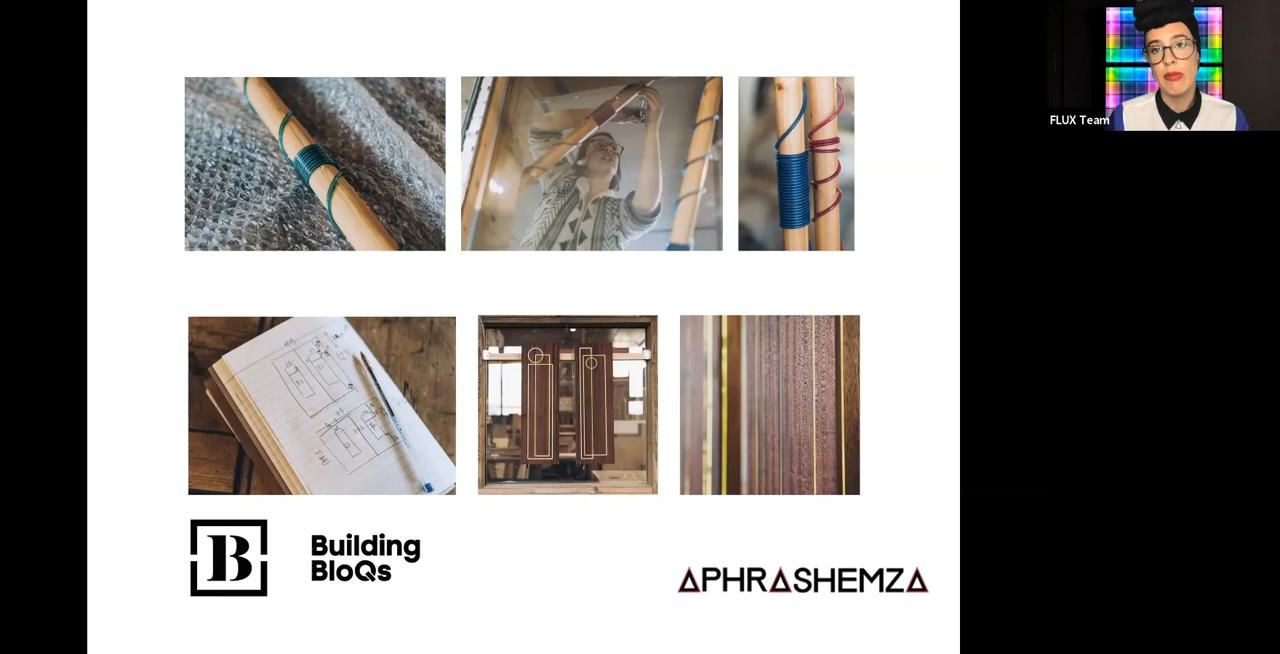 FLUX Team
B
Building
BloQs
APHRASHEMZA